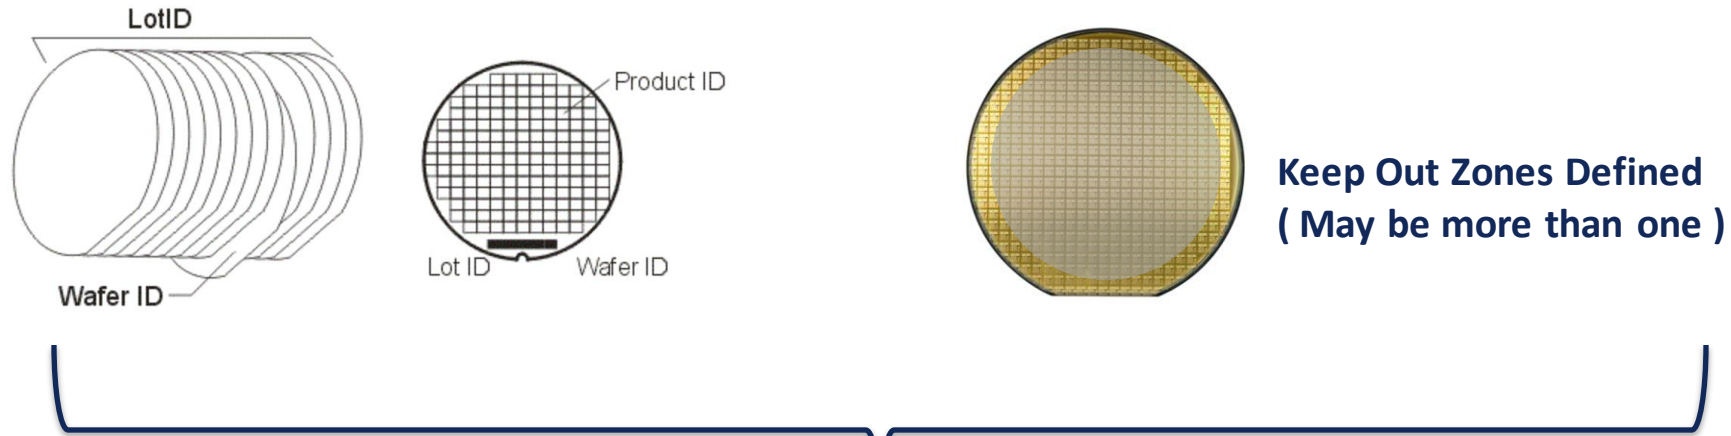 LotID
Wafer ID
Product ID
Lot ID
Wafer ID
Keep Out Zones Defined
( May be more than one )